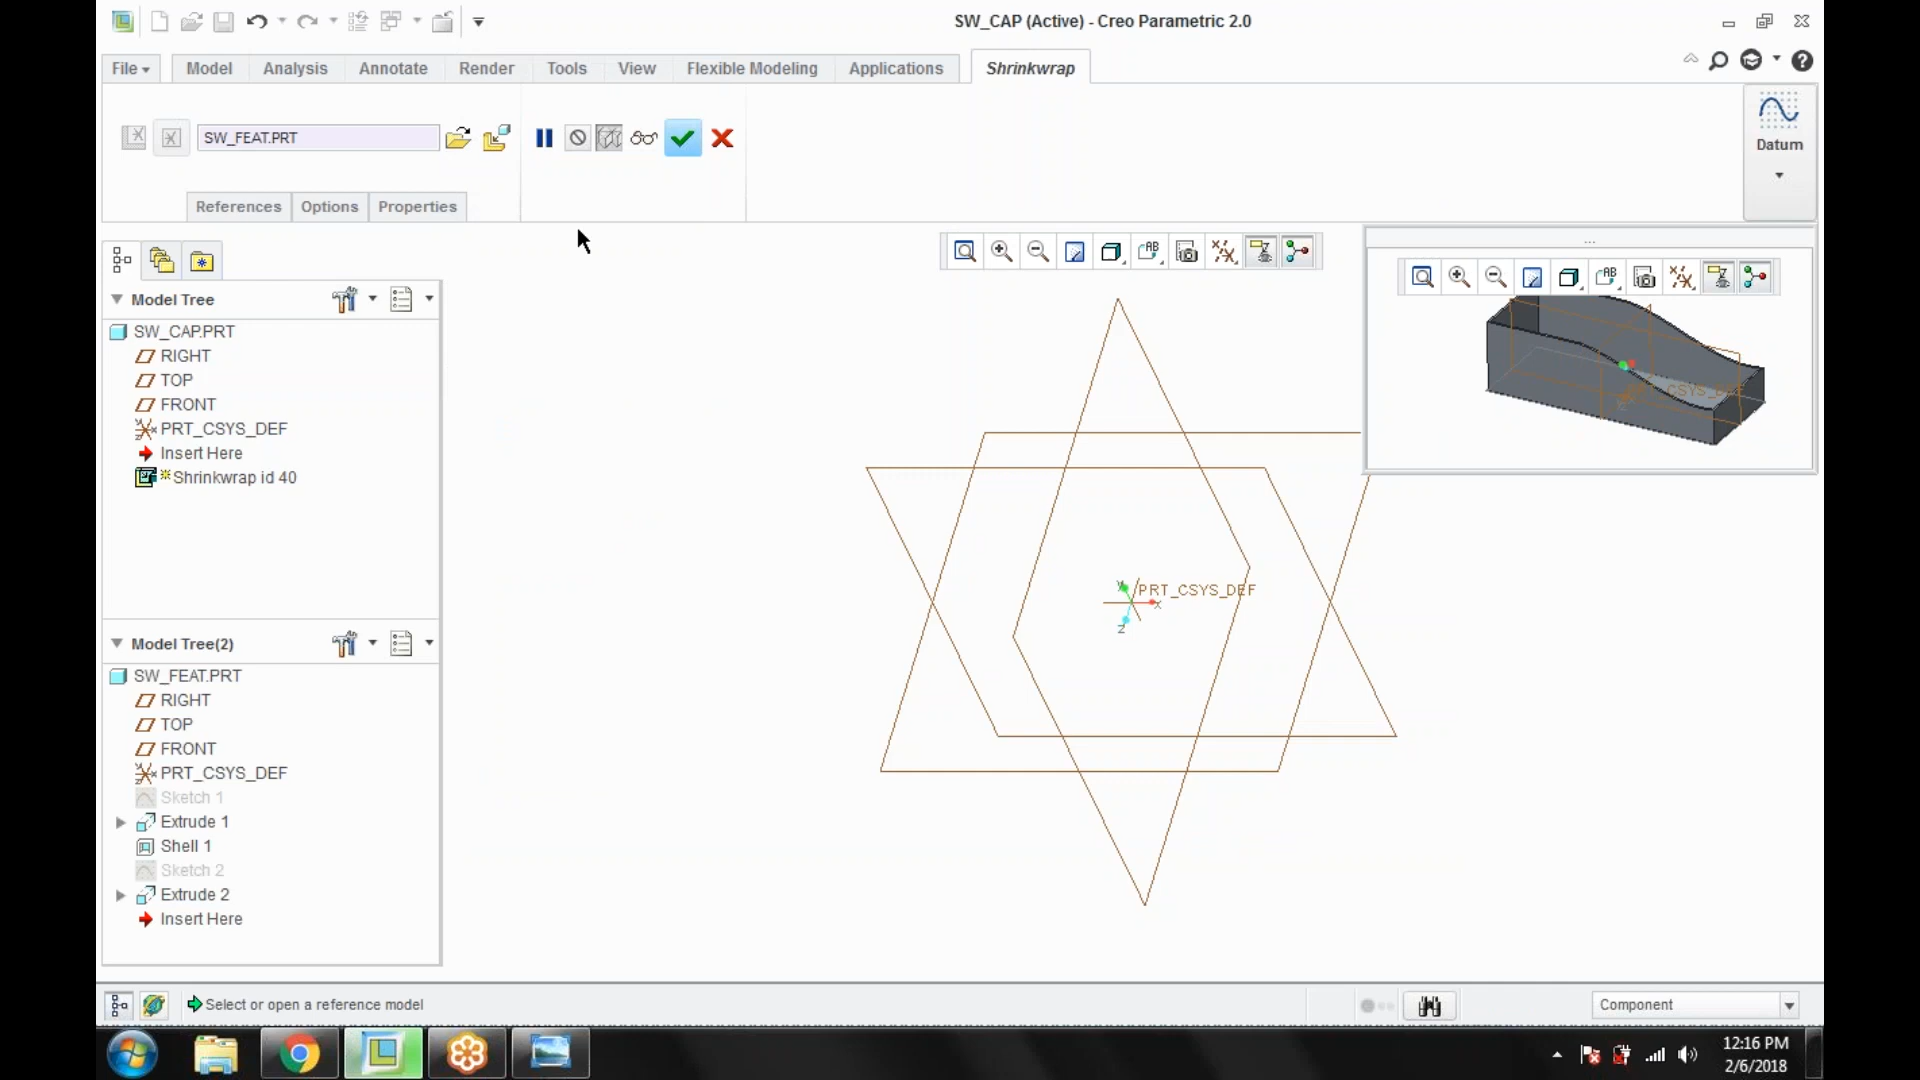 SW_CAP (Active) - Creo Parametric 2.0
File Model Analysis Annotate Render Tools View Flexible Modeling Applications Shrinkwrap
SW_FEAT.PRT
Datum
References Options Properties
...
Model Tree
SW_CAP.PRT
RIGHT
TOP
FRONT
PRT_CSYS_DEF
Insert Here
Shrinkwrap id 40
PRT_CSYS_DEF
Y
X
Z
PRT_CSYS_DEF
Model Tree(2)
SW_FEAT.PRT
RIGHT
TOP
FRONT
PRT_CSYS_DEF
Sketch 1
Extrude 1
Shell 1
Sketch 2
Extrude 2
Insert Here
Select or open a reference model
Component
12:16 PM
2/6/2018